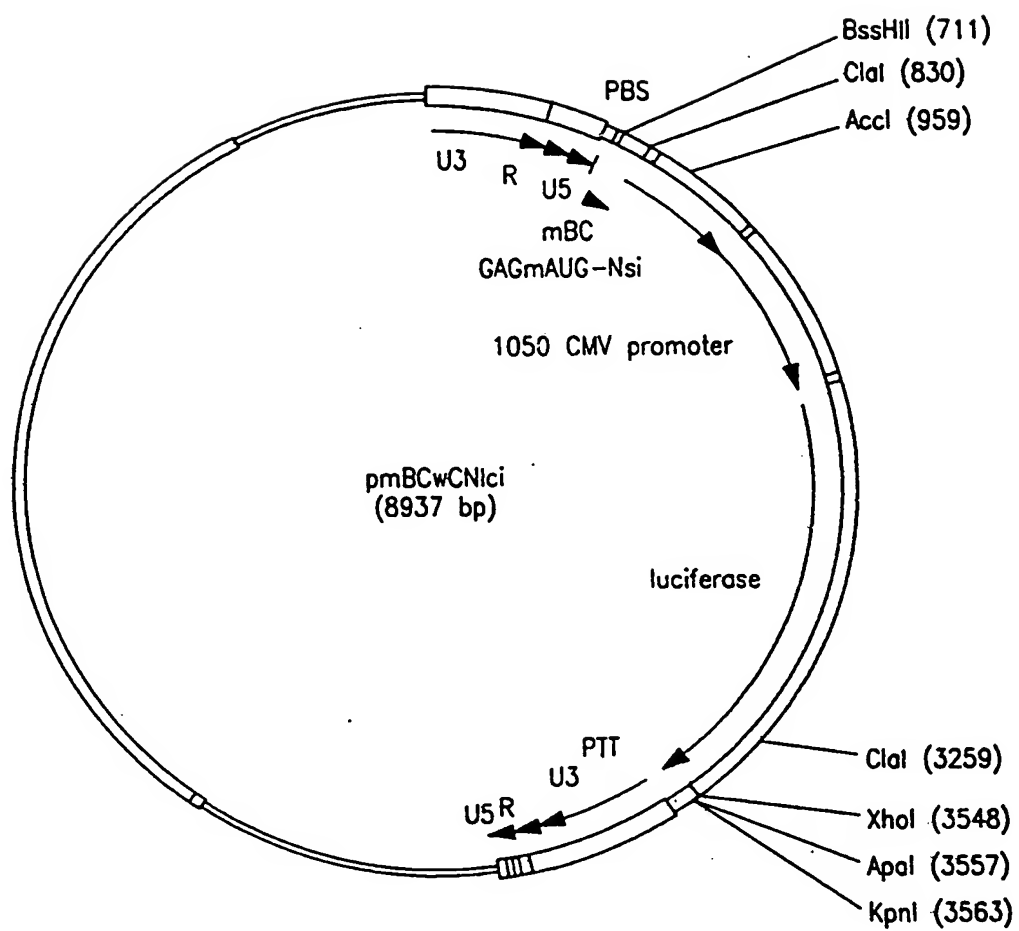 BssHII (711)
ClaI (830)
AccI (959)
PBS
U3
R
U5
mBC
GAGmAUG-Nsi
1050 CMV promoter
pmBCwCNlci
(8937 bp)
luciferase
PTT
U3
R
U5
ClaI (3259)
XhoI (3548)
ApaI (3557)
KpnI (3563)